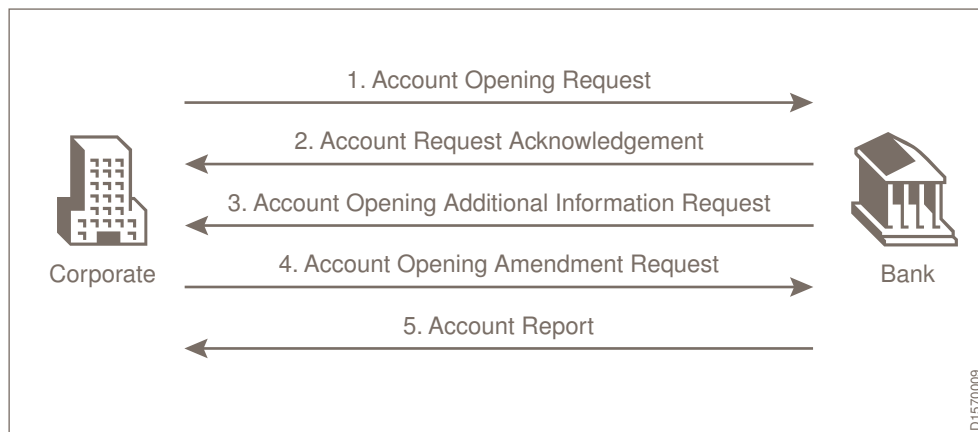 1. Account Opening Request
2. Account Request Acknowledgement
3. Account Opening Additional Information Request
4. Account Opening Amendment Request
Corporate
Bank
5. Account Report
D1570009